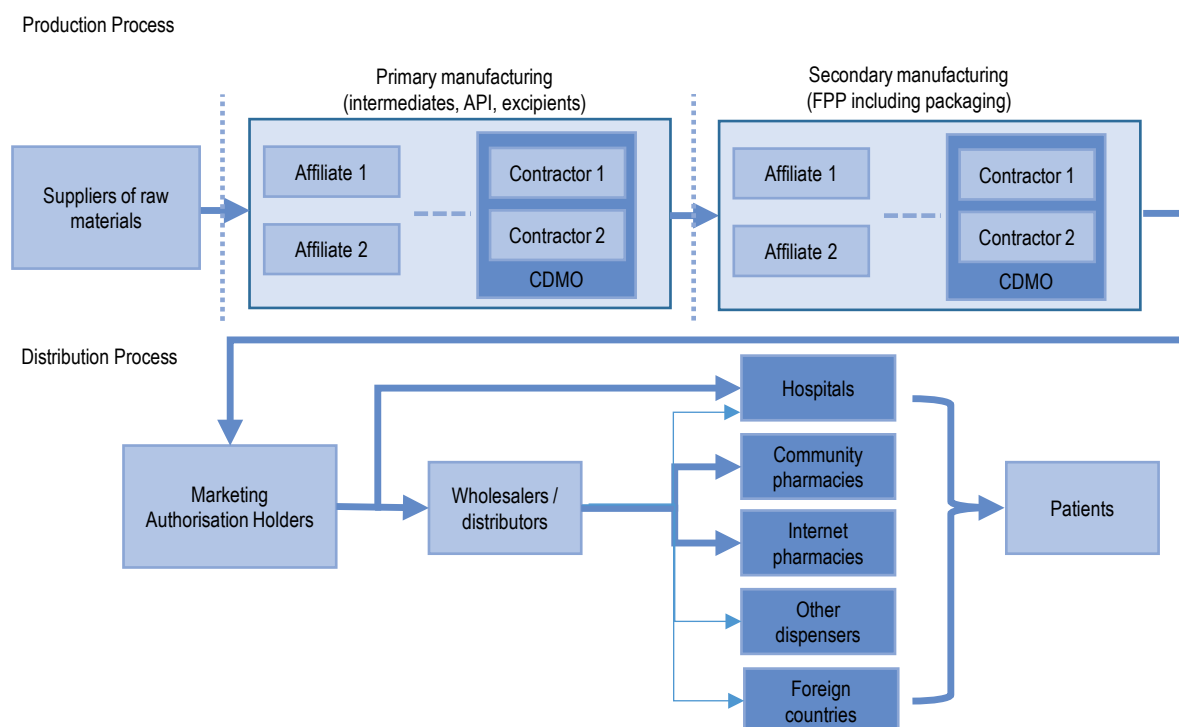 Production Process
Primary manufacturing
(intermediates, API, excipients)
Secondary manufacturing
(FPP including packaging)
Suppliers of raw
materials
Affiliate 1
Affiliate 2
Contractor 1
Contractor 2
CDMO
Affiliate 1
Affiliate 2
Contractor 1
Contractor 2
CDMO
Distribution Process
Marketing
Authorisation Holders
Wholesalers /
distributors
Hospitals
Community
pharmacies
Internet
pharmacies
Other
dispensers
Foreign
countries
Patients